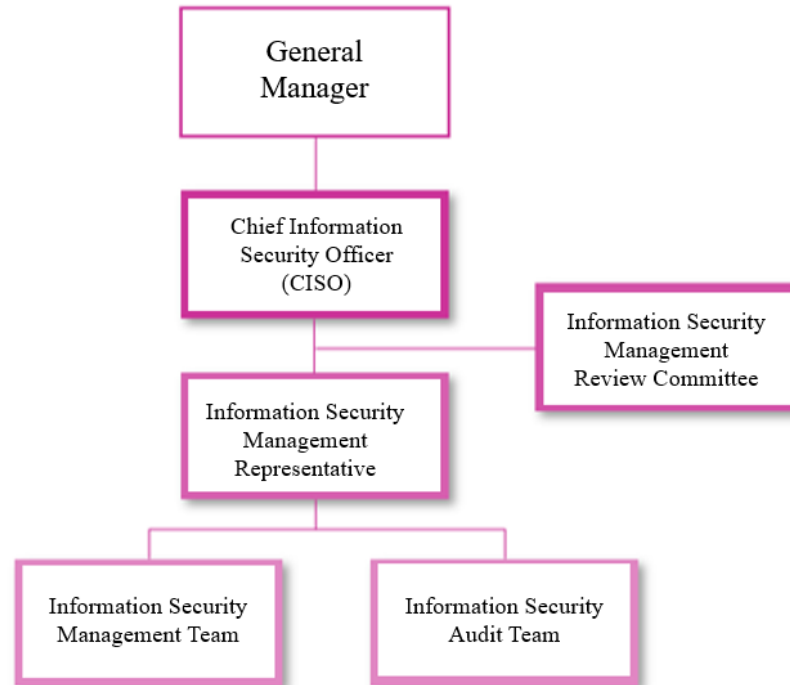 General
Manager
Chief Information
Security Officer
(CISO)
Information Security
Management
Review Committee
Information Security
Management
Representative
Information Security
Management Team
Information Security
Audit Team